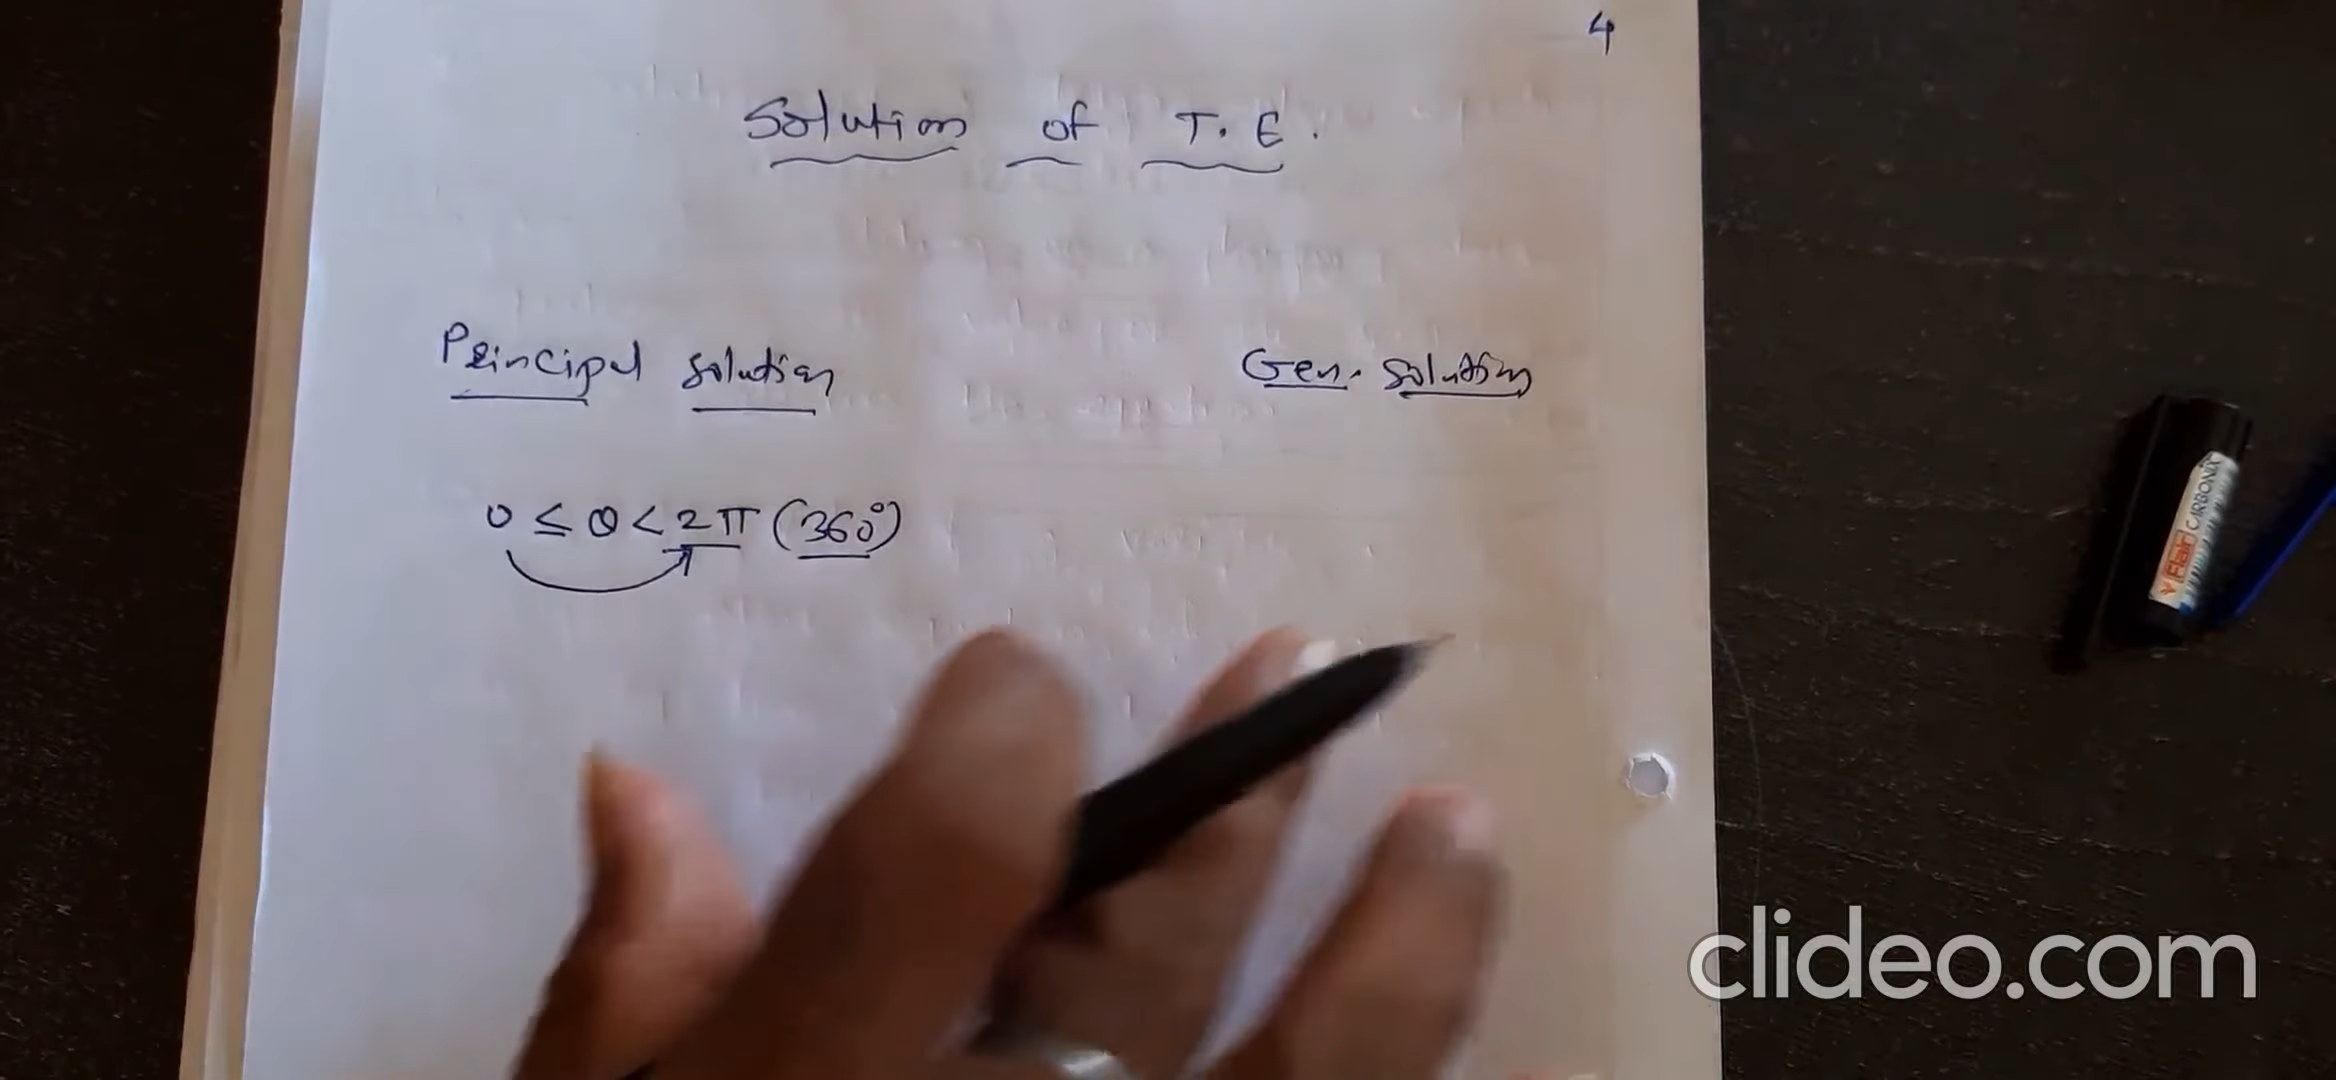 4
Solution of T.E.
Principal solution
Gen. solution
0 ≤ θ < 2π (360°)
Flair CARBONIX
clideo.com